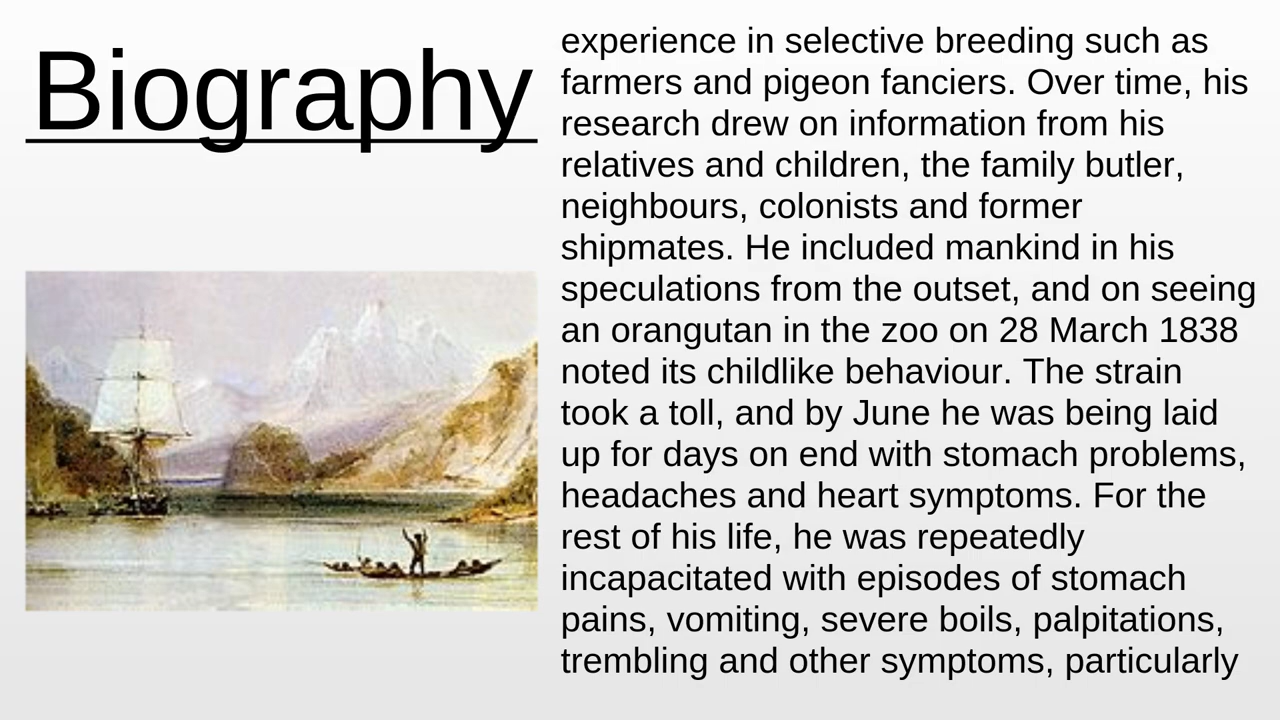 Biography
experience in selective breeding such as
farmers and pigeon fanciers. Over time, his
research drew on information from his
relatives and children, the family butler,
neighbours, colonists and former
shipmates. He included mankind in his
speculations from the outset, and on seeing
an orangutan in the zoo on 28 March 1838
noted its childlike behaviour. The strain
took a toll, and by June he was being laid
up for days on end with stomach problems,
headaches and heart symptoms. For the
rest of his life, he was repeatedly
incapacitated with episodes of stomach
pains, vomiting, severe boils, palpitations,
trembling and other symptoms, particularly